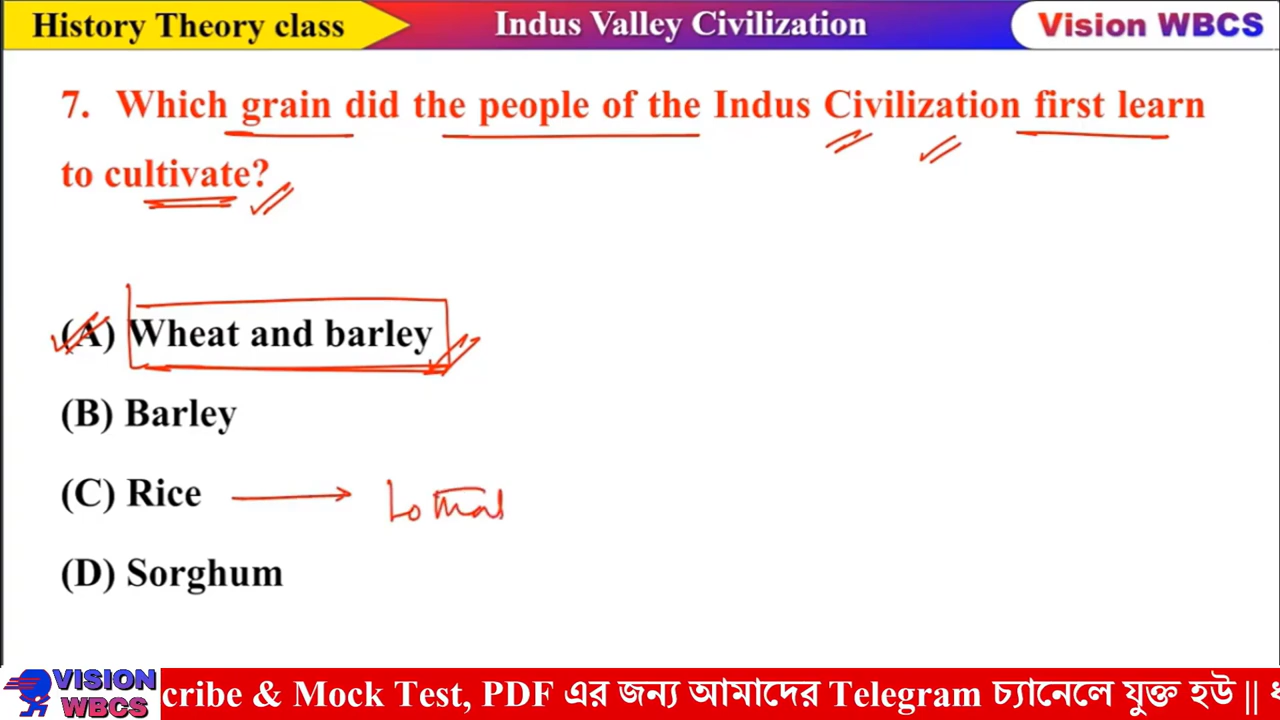 History Theory class
Indus Valley Civilization
Vision WBCS
7. Which grain did the people of the Indus Civilization first learn
to cultivate?
(A) Wheat and barley
(B) Barley
(C) Rice
Lothal
(D) Sorghum
VISION
WBCS
cribe & Mock Test, PDF এর জন্য আমাদের Telegram চ্যানেলে যুক্ত হউ ||